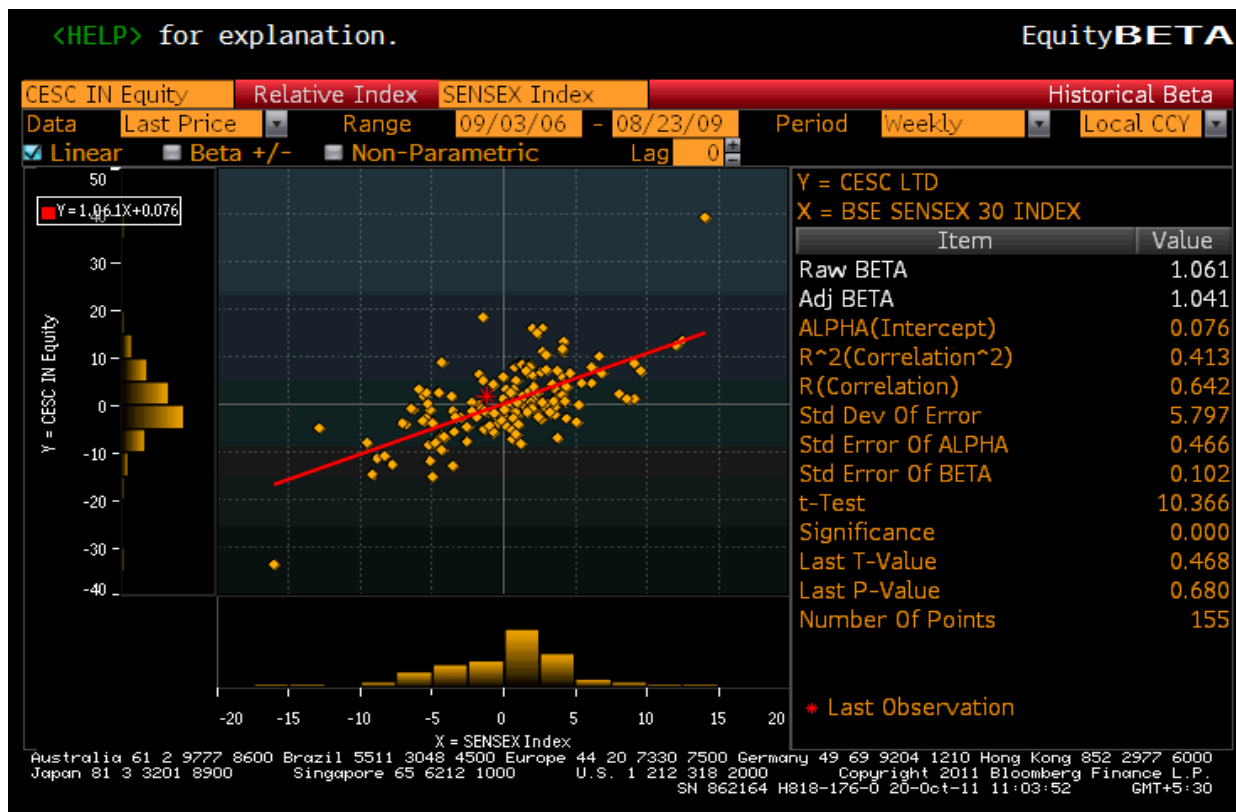 <HELP> for explanation. EquityBETA
CESC IN Equity Relative Index SENSEX Index Historical Beta
Data Last Price Range 09/03/06 - 08/23/09 Period Weekly Local CCY
Linear Beta +/- Non-Parametric Lag 0
Y = CESC LTD
X = BSE SENSEX 30 INDEX
Item Value
Raw BETA 1.061
Adj BETA 1.041
ALPHA(Intercept) 0.076
R^2(Correlation^2) 0.413
R(Correlation) 0.642
Std Dev Of Error 5.797
Std Error Of ALPHA 0.466
Std Error Of BETA 0.102
t-Test 10.366
Significance 0.000
Last T-Value 0.468
Last P-Value 0.680
Number Of Points 155
* Last Observation
Y = CESC IN Equity
50
Y=1.061X+0.076
40
30
20
10
0
-10
-20
-30
-40
-20 -15 -10 -5 0 5 10 15 20
X = SENSEX Index
Australia 61 2 9777 8600 Brazil 5511 3048 4500 Europe 44 20 7330 7500 Germany 49 69 9204 1210 Hong Kong 852 2977 6000
Japan 81 3 3201 8900 Singapore 65 6212 1000 U.S. 1 212 318 2000 Copyright 2011 Bloomberg Finance L.P.
SN 862164 H818-176-0 20-Oct-11 11:03:52 GMT+5:30